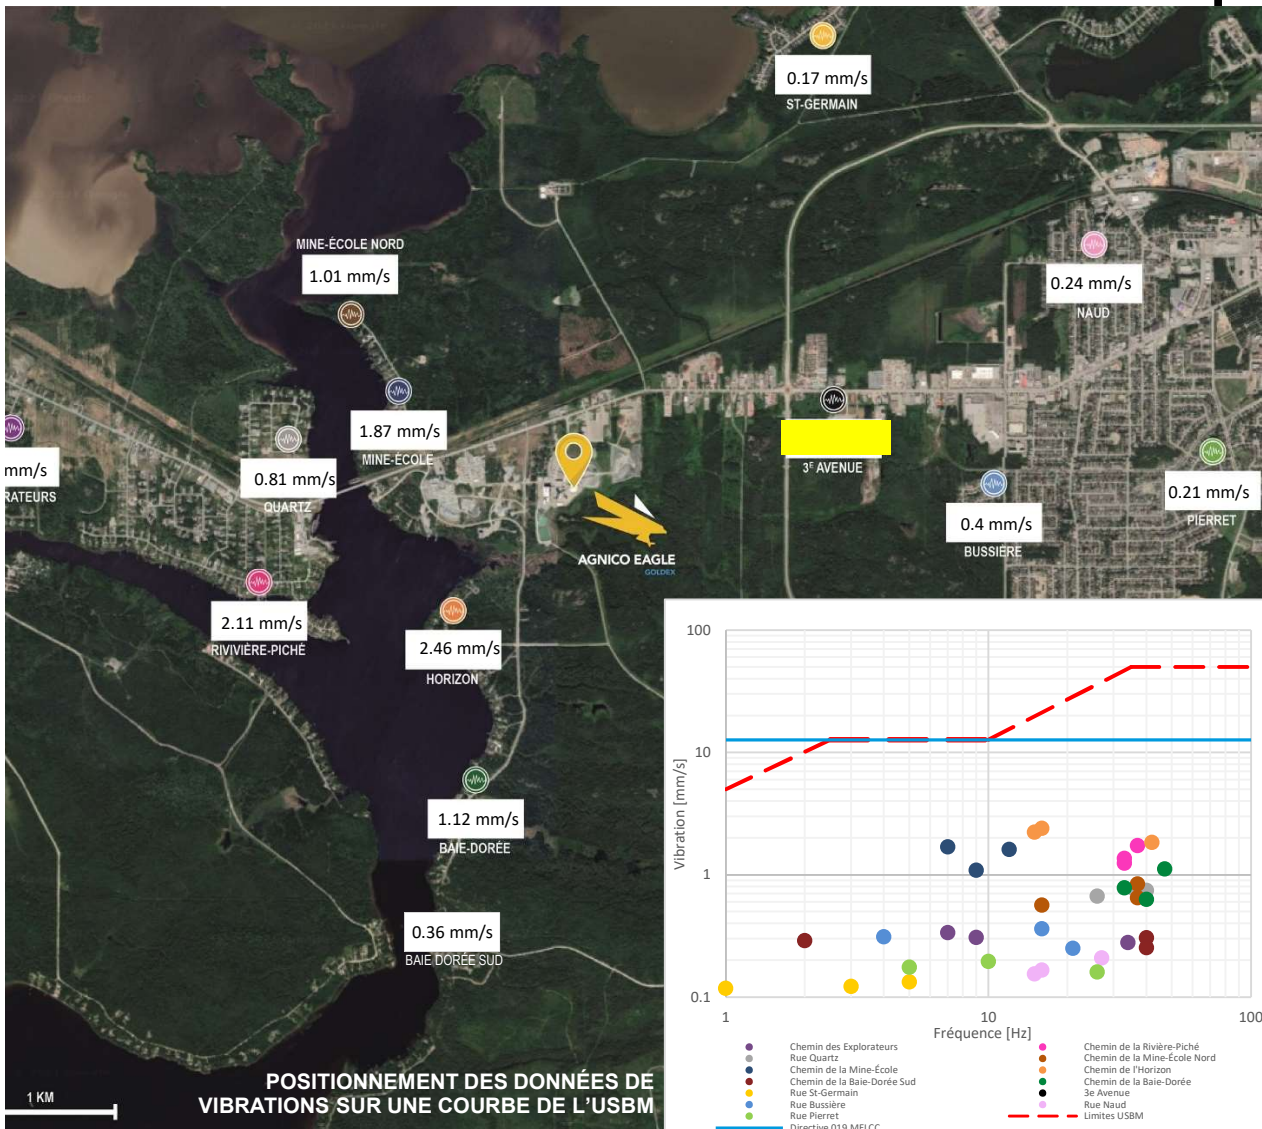 0.17 mm/s
ST-GERMAIN
MINE-ÉCOLE NORD
1.01 mm/s
0.24 mm/s
NAUD
1.87 mm/s
MINE-ÉCOLE
mm/s
RATEURS
0.81 mm/s
QUARTZ
3E AVENUE
0.21 mm/s
PIERRET
0.4 mm/s
BUSSIÈRE
AGNICO EAGLE
GOLDEX
2.11 mm/s
RIVIVIÈRE-PICHÉ
2.46 mm/s
HORIZON
1.12 mm/s
BAIE-DORÉE
0.36 mm/s
BAIE DORÉE SUD
POSITIONNEMENT DES DONNÉES DE
VIBRATIONS SUR UNE COURBE DE L'USBM
1 KM
100
10
1
0.1
Vibration [mm/s]
1
10
100
Fréquence [Hz]
Chemin des Explorateurs
Chemin de la Rivière-Piché
Rue Quartz
Chemin de la Mine-École Nord
Chemin de la Mine-École
Chemin de l'Horizon
Chemin de la Baie-Dorée Sud
Chemin de la Baie-Dorée
Rue St-Germain
3e Avenue
Rue Bussière
Rue Naud
Rue Pierret
Limites USBM
Directive 019 MELCC